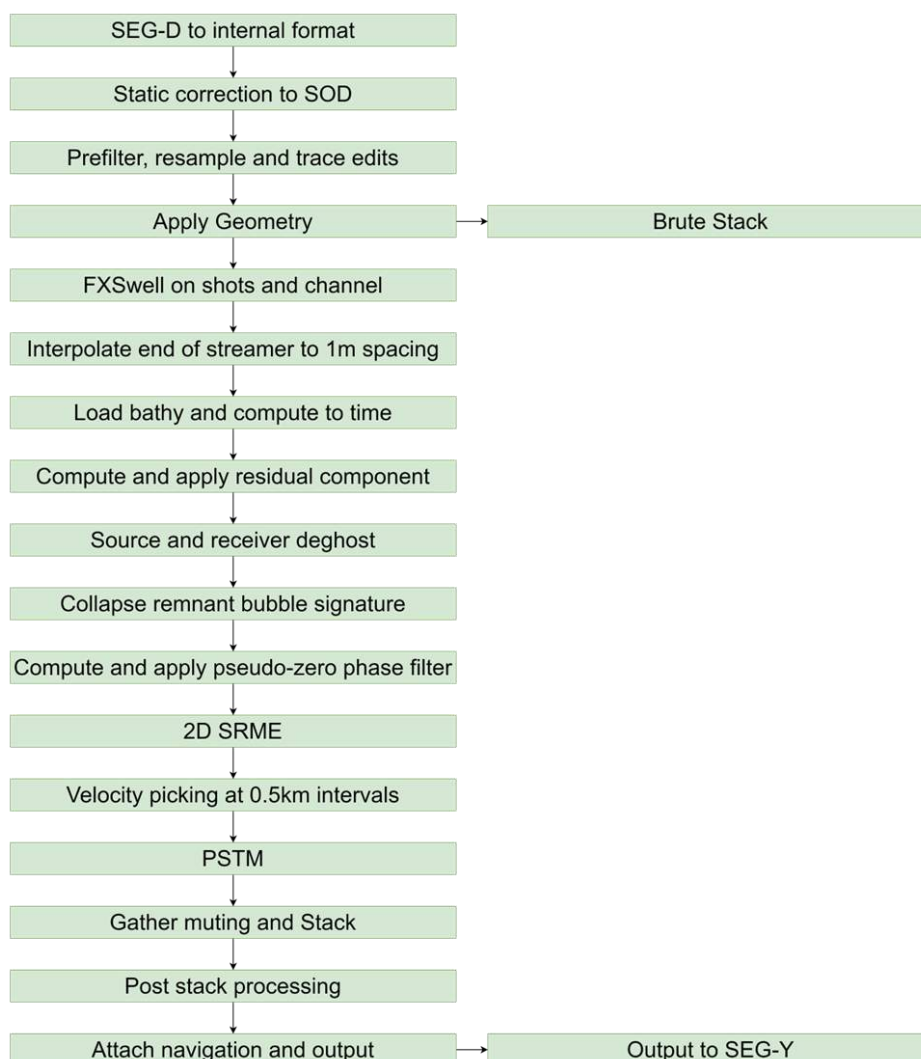 SEG-D to internal format
Static correction to SOD
Prefilter, resample and trace edits
Apply Geometry
Brute Stack
FXSwell on shots and channel
Interpolate end of streamer to 1m spacing
Load bathy and compute to time
Compute and apply residual component
Source and receiver deghost
Collapse remnant bubble signature
Compute and apply pseudo-zero phase filter
2D SRME
Velocity picking at 0.5km intervals
PSTM
Gather muting and Stack
Post stack processing
Attach navigation and output
Output to SEG-Y